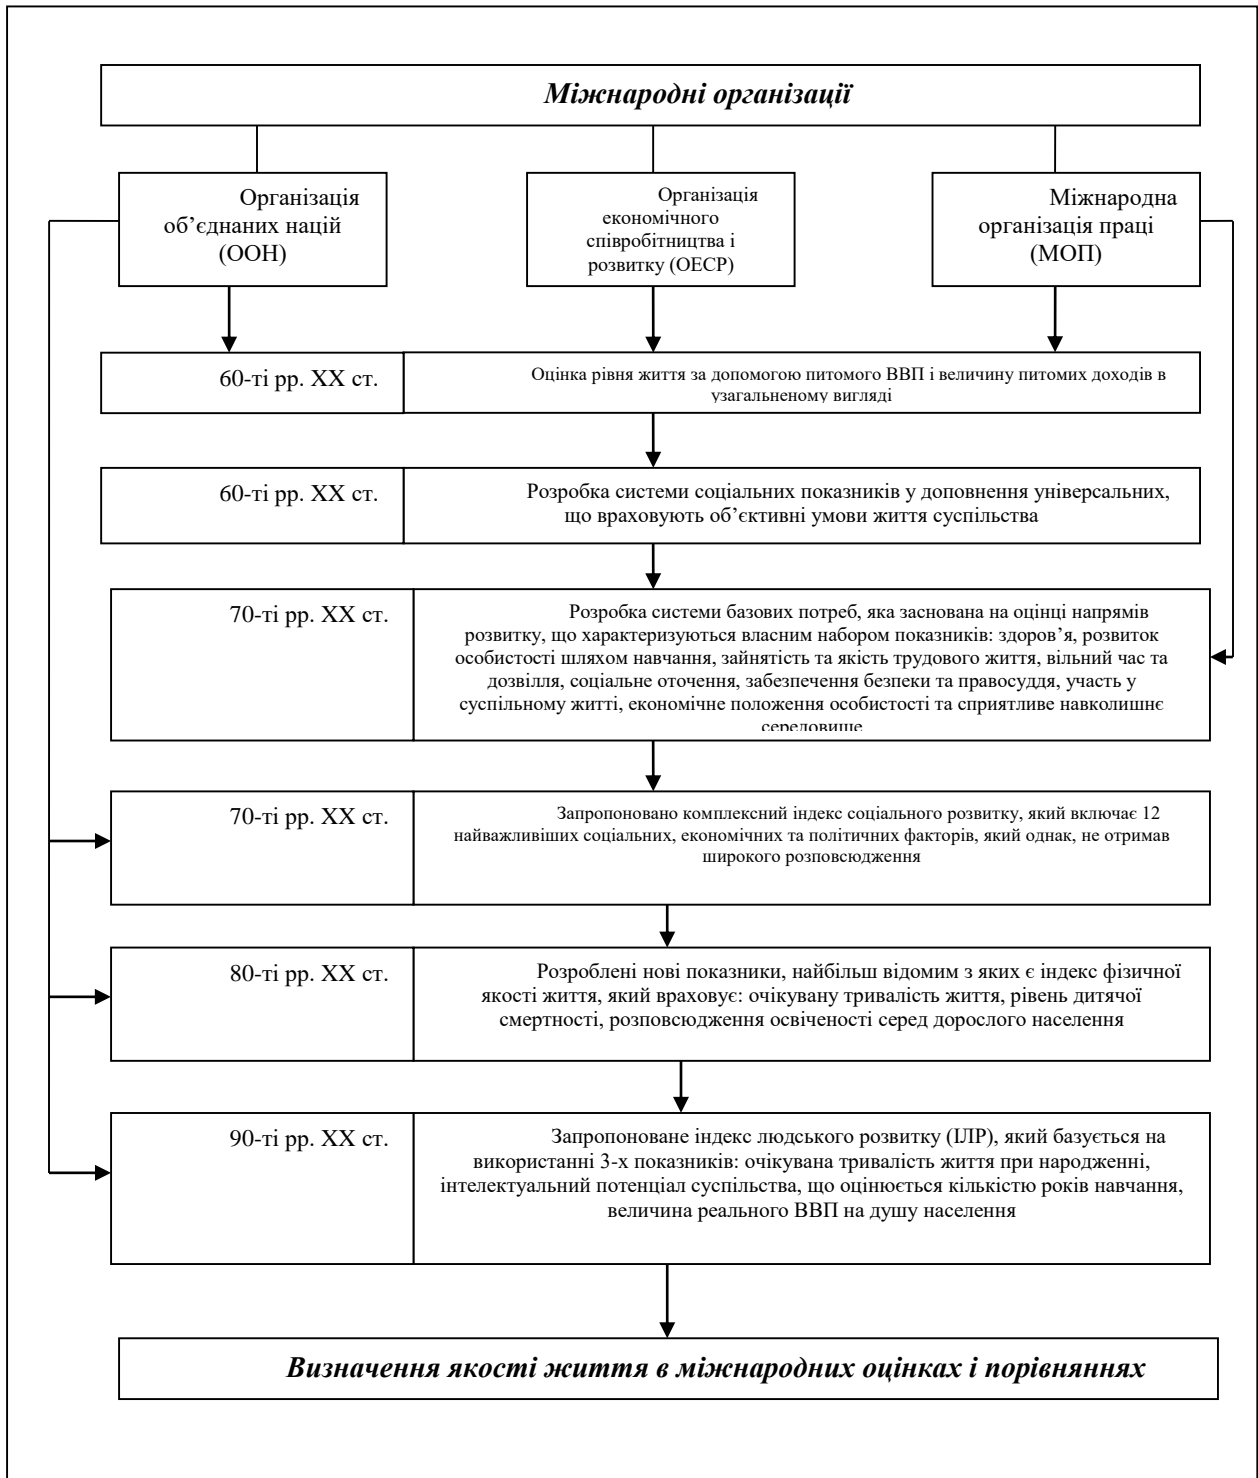 Міжнародні організації
Організація
об’єднаних націй
(ООН)
Організація
економічного
співробітництва і
розвитку (ОЕСР)
Міжнародна
організація праці
(МОП)
60-ті рр. ХХ ст.
Оцінка рівня життя за допомогою питомого ВВП і величину питомих доходів в
узагальненому вигляді
60-ті рр. ХХ ст.
Розробка системи соціальних показників у доповнення універсальних,
що враховують об’єктивні умови життя суспільства
70-ті рр. ХХ ст.
Розробка системи базових потреб, яка заснована на оцінці напрямів
розвитку, що характеризуються власним набором показників: здоров’я, розвиток
особистості шляхом навчання, зайнятість та якість трудового життя, вільний час та
дозвілля, соціальне оточення, забезпечення безпеки та правосуддя, участь у
суспільному житті, економічне положення особистості та сприятливе навколишнє
середовище
70-ті рр. ХХ ст.
Запропоновано комплексний індекс соціального розвитку, який включає 12
найважливіших соціальних, економічних та політичних факторів, який однак, не отримав
широкого розповсюдження
80-ті рр. ХХ ст.
Розроблені нові показники, найбільш відомим з яких є індекс фізичної
якості життя, який враховує: очікувану тривалість життя, рівень дитячої
смертності, розповсюдження освіченості серед дорослого населення
90-ті рр. ХХ ст.
Запропоноване індекс людського розвитку (ІЛР), який базується на
використанні 3-х показників: очікувана тривалість життя при народженні,
інтелектуальний потенціал суспільства, що оцінюється кількістю років навчання,
величина реального ВВП на душу населення
Визначення якості життя в міжнародних оцінках і порівняннях